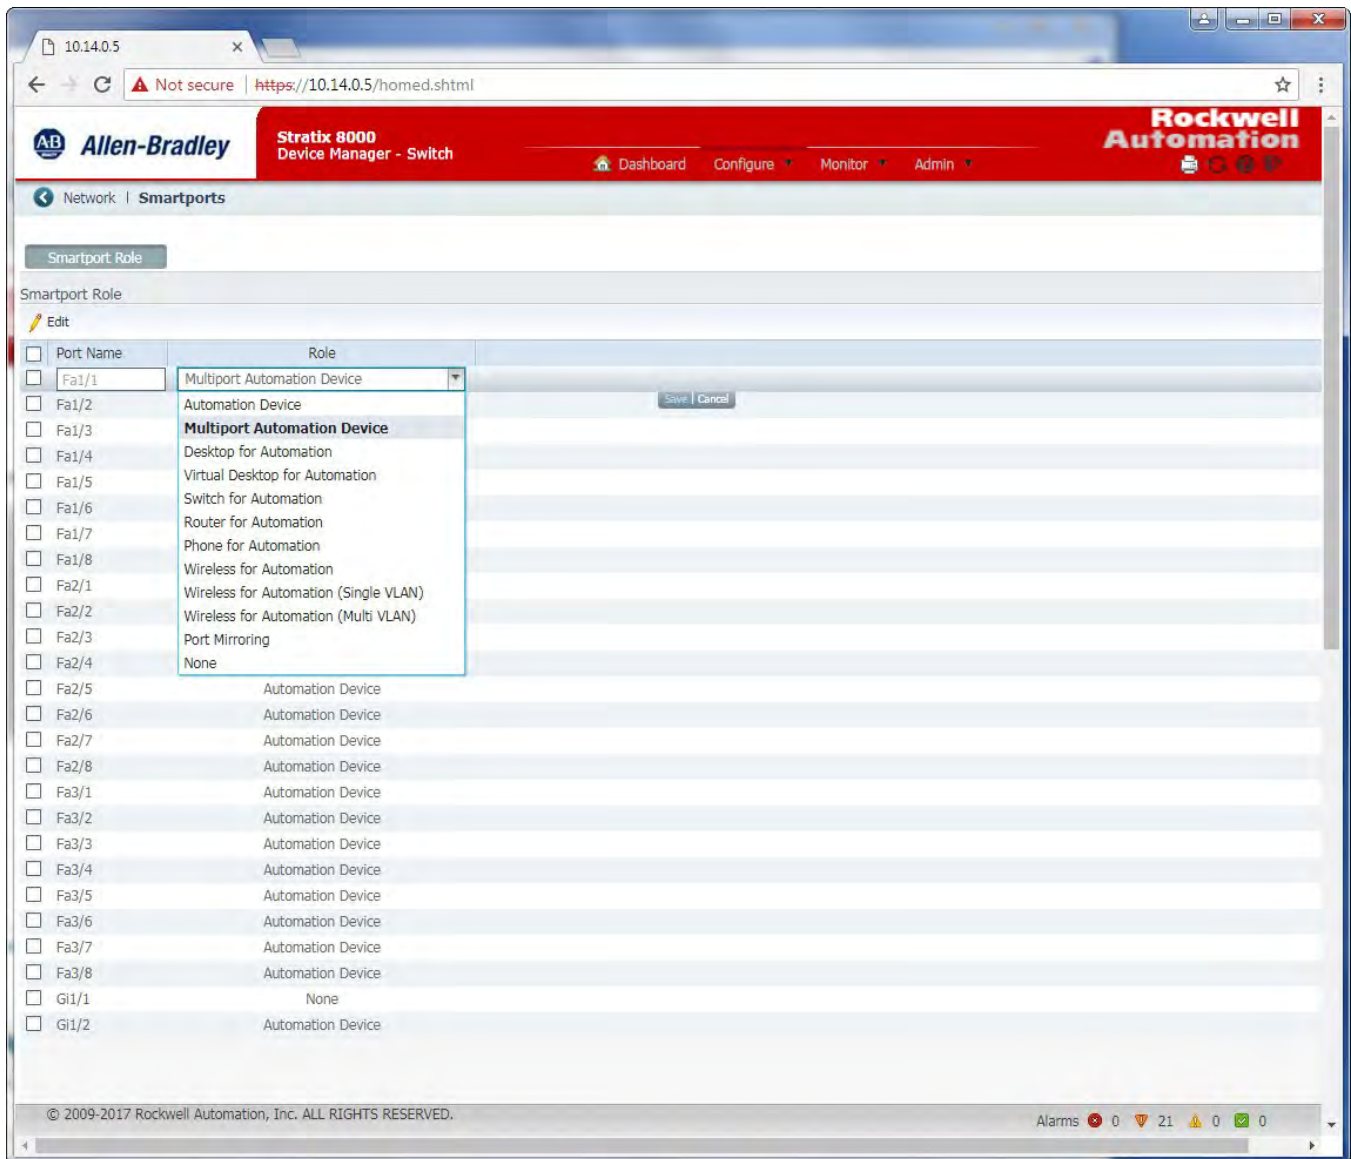 10.14.0.5
Not secure https://10.14.0.5/homed.shtml
AB Allen-Bradley
Stratix 8000
Device Manager - Switch
Rockwell
Automation
Dashboard Configure Monitor Admin
Network | Smartports
Smartport Role
Smartport Role
Edit
Port Name Role
Fa1/1 Multiport Automation Device
Save | Cancel
Fa1/2 Automation Device
Fa1/3 Multiport Automation Device
Fa1/4 Desktop for Automation
Fa1/5 Virtual Desktop for Automation
Fa1/6 Switch for Automation
Router for Automation
Fa1/7 Phone for Automation
Fa1/8 Wireless for Automation
Fa2/1 Wireless for Automation (Single VLAN)
Fa2/2 Wireless for Automation (Multi VLAN)
Fa2/3 Port Mirroring
Fa2/4 None
Fa2/5 Automation Device
Fa2/6 Automation Device
Fa2/7 Automation Device
Fa2/8 Automation Device
Fa3/1 Automation Device
Fa3/2 Automation Device
Fa3/3 Automation Device
Fa3/4 Automation Device
Fa3/5 Automation Device
Fa3/6 Automation Device
Fa3/7 Automation Device
Fa3/8 Automation Device
Gi1/1 None
Gi1/2 Automation Device
© 2009-2017 Rockwell Automation, Inc. ALL RIGHTS RESERVED.
Alarms 0 21 0 0